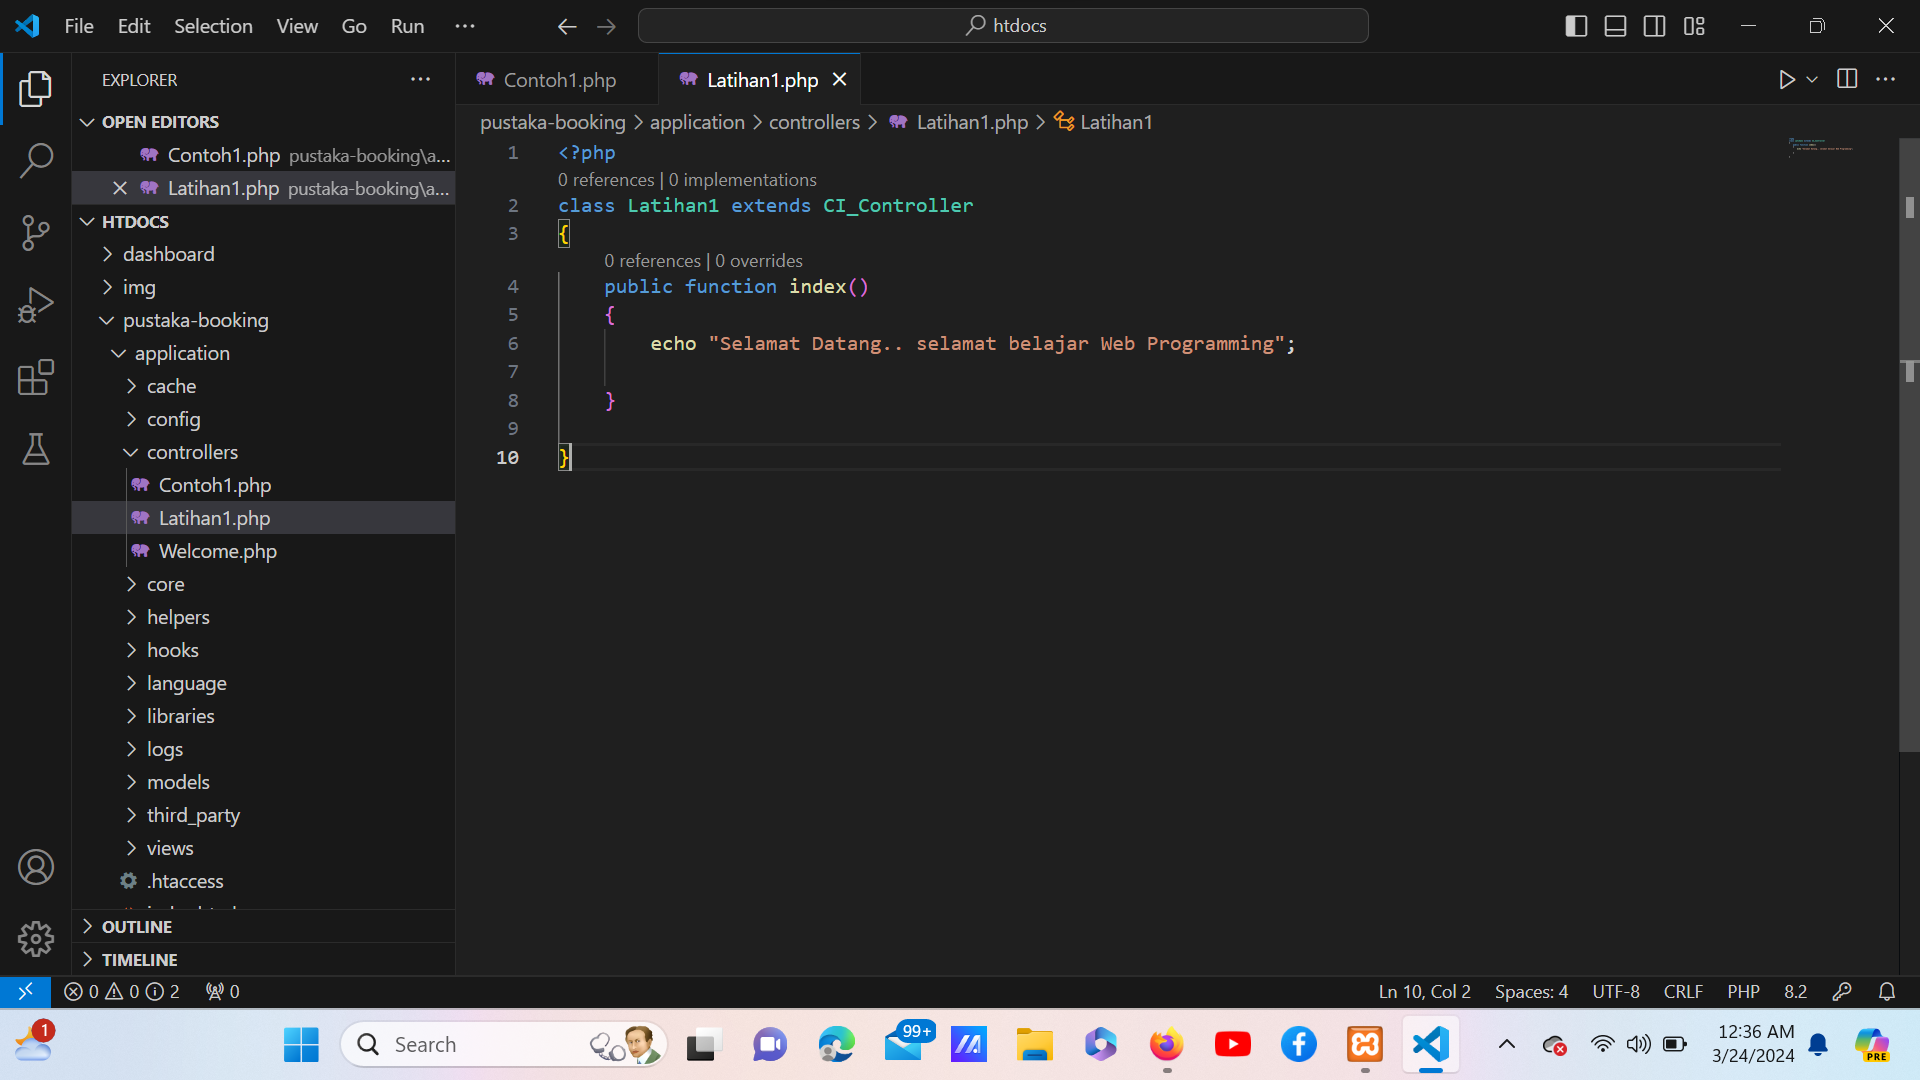 File Edit Selection View Go Run
htdocs
EXPLORER
OPEN EDITORS
Contoh1.php pustaka-booking\a...
Latihan1.php pustaka-booking\a...
HTDOCS
dashboard
img
pustaka-booking
application
cache
config
controllers
Contoh1.php
Latihan1.php
Welcome.php
core
helpers
hooks
language
libraries
logs
models
third_party
views
.htaccess
OUTLINE
TIMELINE
Contoh1.php Latihan1.php
pustaka-booking > application > controllers > Latihan1.php > Latihan1
1 <?php
0 references | 0 implementations
2 class Latihan1 extends CI_Controller
3 {
0 references | 0 overrides
4 public function index()
5 {
6 echo "Selamat Datang.. selamat belajar Web Programming";
7
8 }
9
10 }
0 0 2 0 Ln 10, Col 2 Spaces: 4 UTF-8 CRLF PHP 8.2
1 Search 99+ 12:36 AM
3/24/2024
PRE